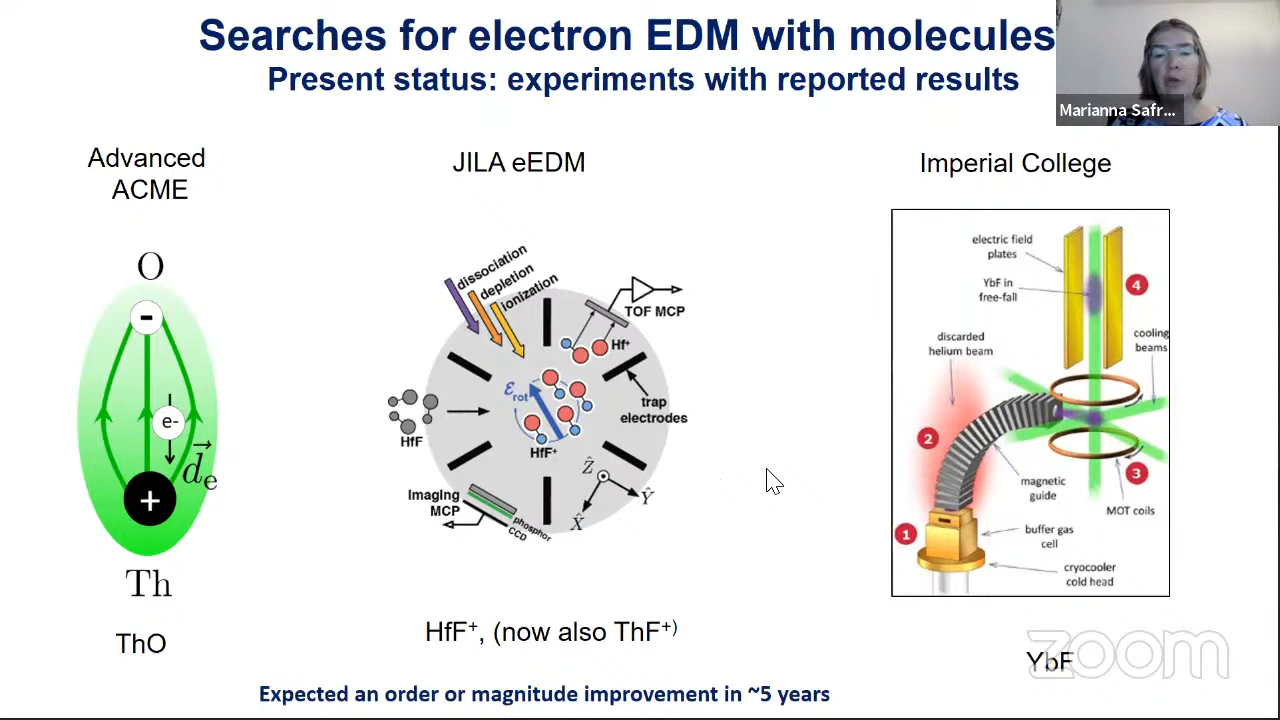 Searches for electron EDM with molecules
Present status: experiments with reported results
Marianna Safr...
Advanced
ACME
O
-
e-
d⃗e
+
Th
ThO
JILA eEDM
dissociation
depletion
ionization
TOF MCP
Hf⁺
Ɛrot
trap
electrodes
HfF
HfF⁺
Imaging
MCP
phosphor
CCD
Ẑ
Ŷ
X̂
HfF⁺, (now also ThF⁺⁾
Imperial College
electric field
plates
YbF in
free-fall
4
cooling
beams
discarded
helium beam
2
3
magnetic
guide
MOT coils
1
buffer gas
cell
cryocooler
cold head
YbF
zoom
Expected an order or magnitude improvement in ~5 years